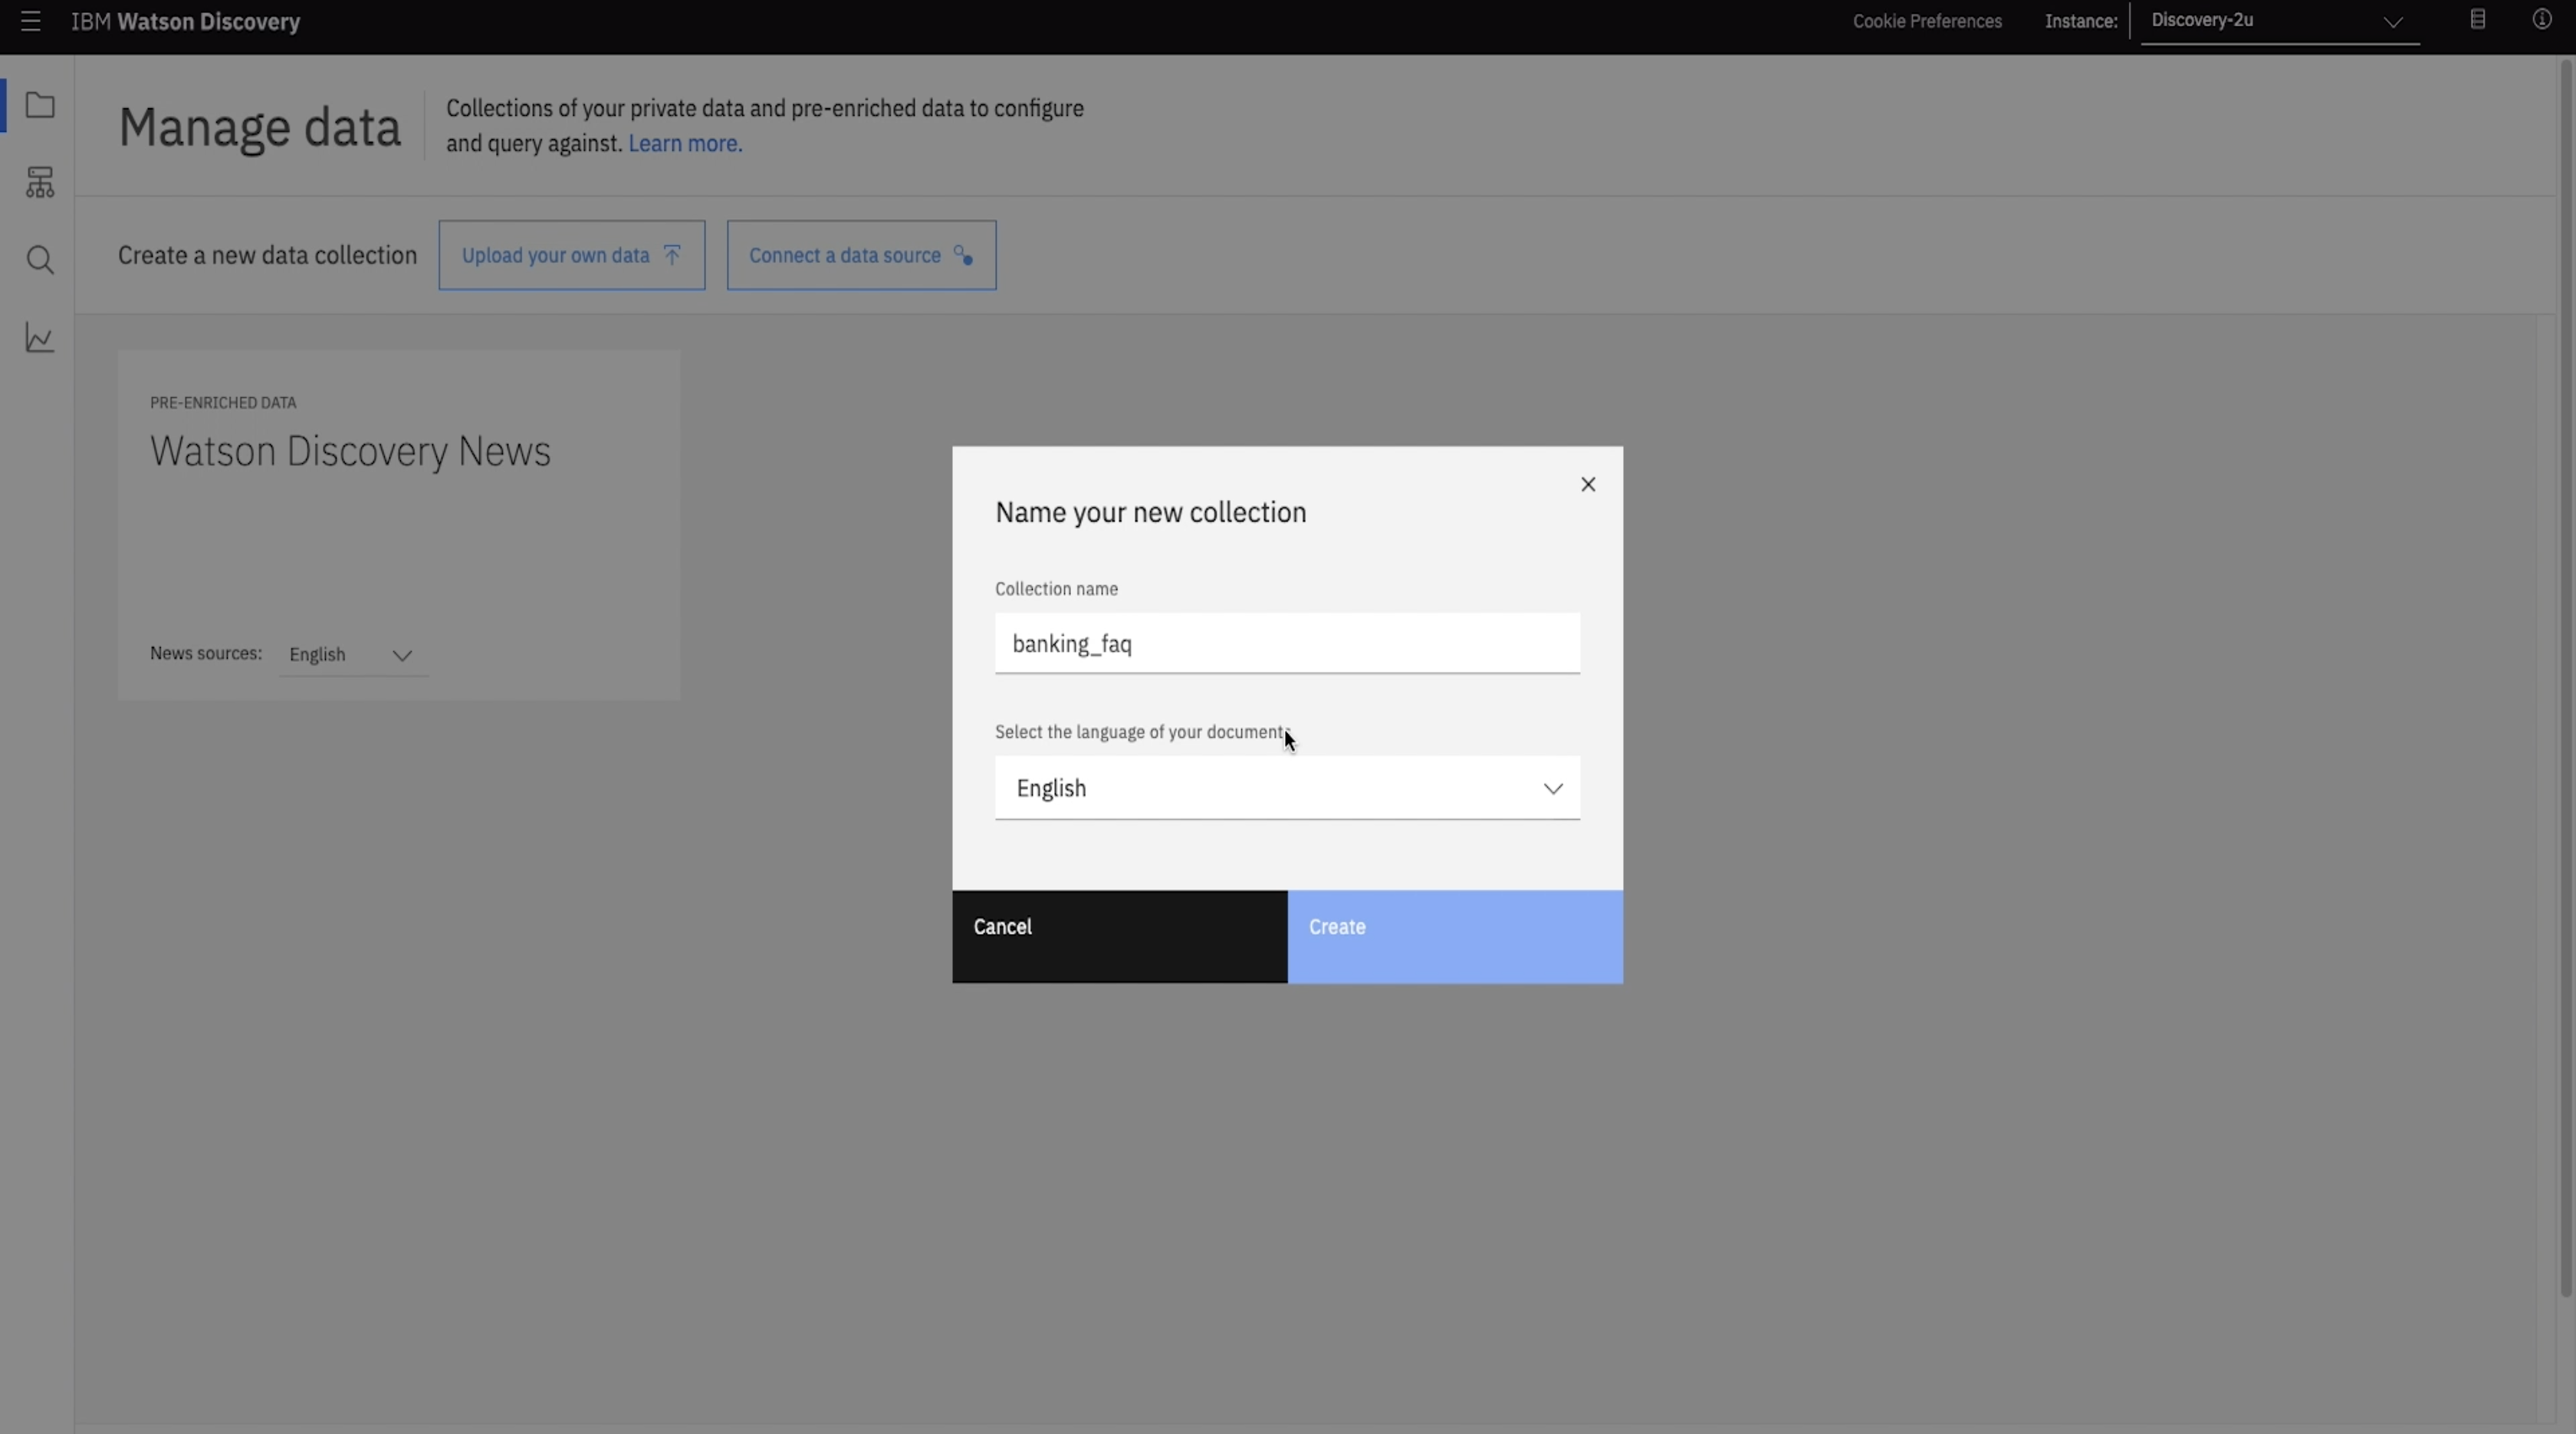 IBM Watson Discovery
Cookie Preferences
Instance:
Discovery-2u
Manage data
Collections of your private data and pre-enriched data to configure
and query against. Learn more.
Create a new data collection
Upload your own data
Connect a data source
PRE-ENRICHED DATA
Watson Discovery News
News sources: English
Name your new collection
Collection name
banking_faq
Select the language of your documents
English
Cancel
Create